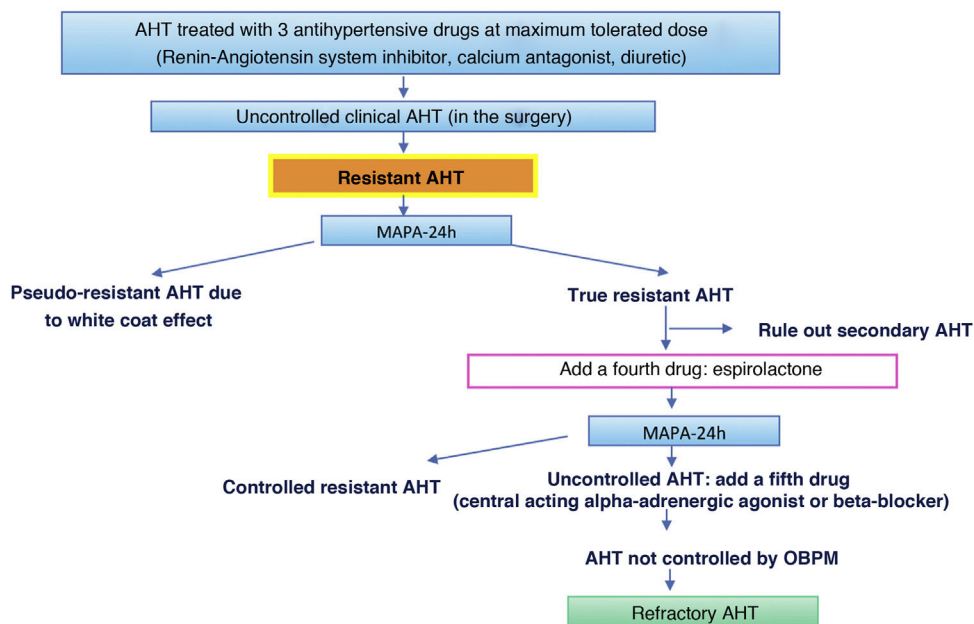 AHT treated with 3 antihypertensive drugs at maximum tolerated dose
(Renin-Angiotensin system inhibitor, calcium antagonist, diuretic)
Uncontrolled clinical AHT (in the surgery)
Resistant AHT
MAPA-24h
Pseudo-resistant AHT due
to white coat effect
True resistant AHT
Rule out secondary AHT
Add a fourth drug: espirolactone
MAPA-24h
Controlled resistant AHT
Uncontrolled AHT: add a fifth drug
(central acting alpha-adrenergic agonist or beta-blocker)
AHT not controlled by OBPM
Refractory AHT